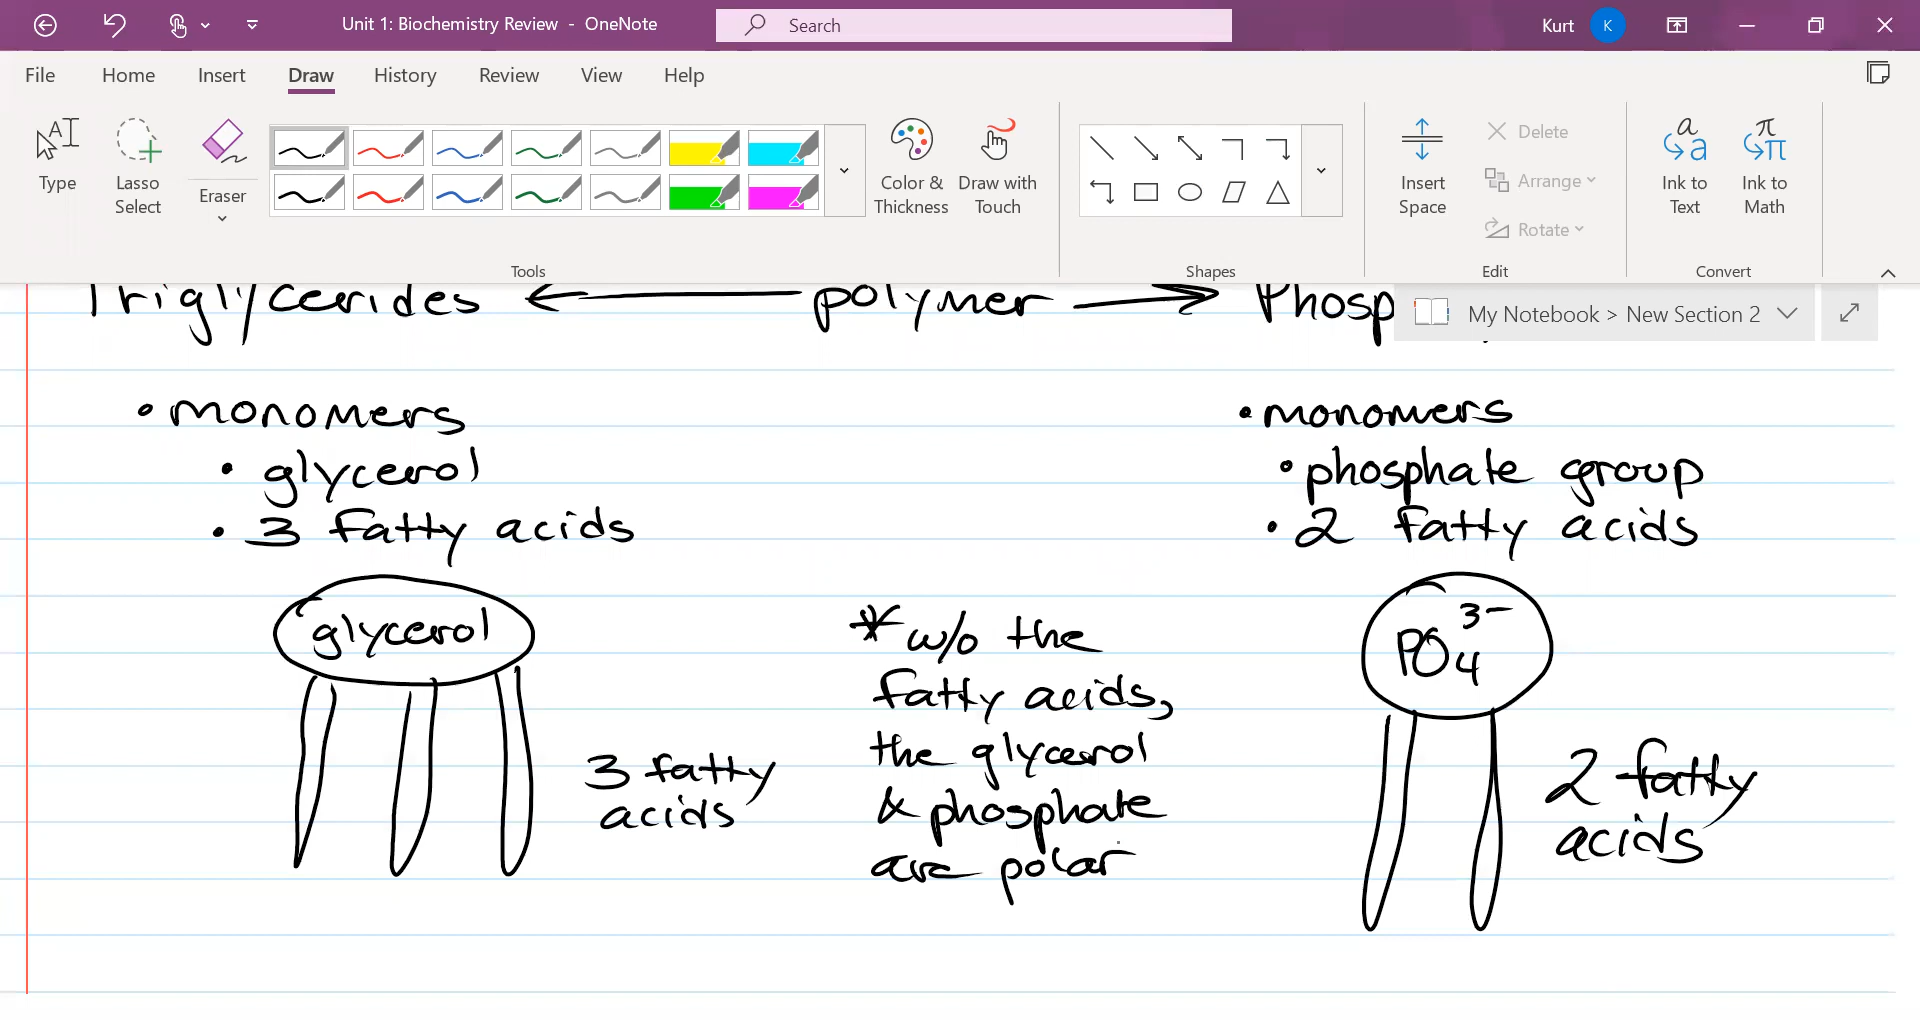 Unit 1: Biochemistry Review - OneNote
Search
Kurt
K
File Home Insert Draw History Review View Help
Type
Lasso Select
Eraser
Color & Thickness
Draw with Touch
Insert Space
Delete
Arrange
Rotate
Ink to Text
Ink to Math
Tools
Shapes
Edit
Convert
My Notebook > New Section 2
Triglycerides ← polymer → Phosp
• monomers
• glycerol
• 3 fatty acids
• monomers
• phosphate group
• 2 fatty acids
glycerol
3 fatty
acids
* w/o the
fatty acids,
the glycerol
& phosphate
are polar
PO4 3-
2 fatty
acids